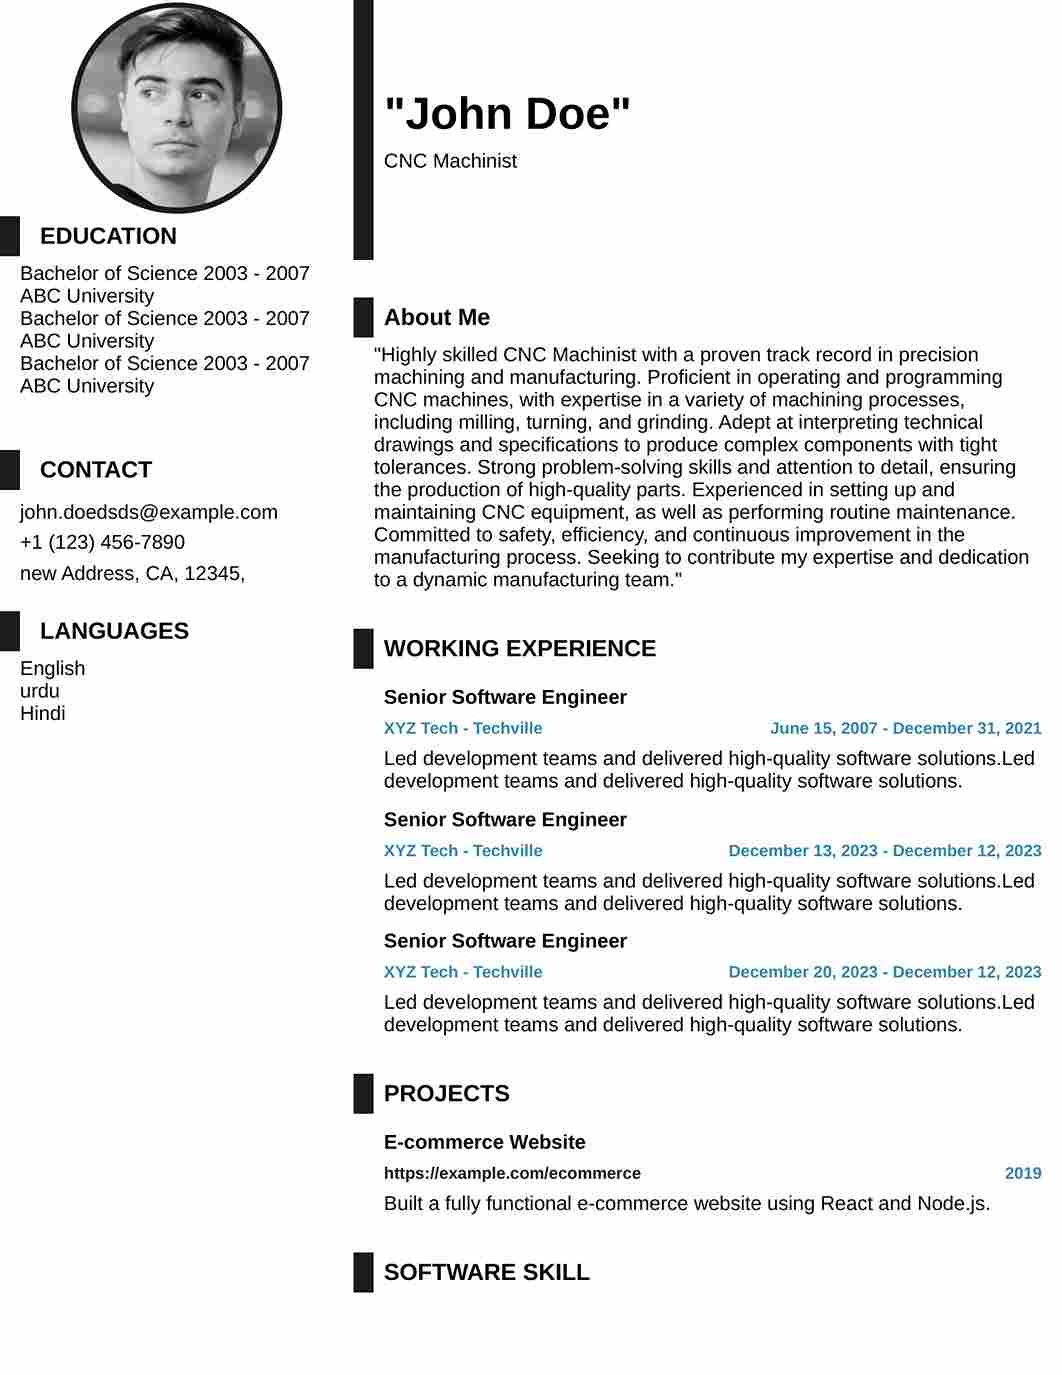 "John Doe"
CNC Machinist
EDUCATION
Bachelor of Science 2003 - 2007
ABC University
Bachelor of Science 2003 - 2007
ABC University
Bachelor of Science 2003 - 2007
ABC University
CONTACT
john.doedsds@example.com
+1 (123) 456-7890
new Address, CA, 12345,
LANGUAGES
English
urdu
Hindi
About Me
"Highly skilled CNC Machinist with a proven track record in precision
machining and manufacturing. Proficient in operating and programming
CNC machines, with expertise in a variety of machining processes,
including milling, turning, and grinding. Adept at interpreting technical
drawings and specifications to produce complex components with tight
tolerances. Strong problem-solving skills and attention to detail, ensuring
the production of high-quality parts. Experienced in setting up and
maintaining CNC equipment, as well as performing routine maintenance.
Committed to safety, efficiency, and continuous improvement in the
manufacturing process. Seeking to contribute my expertise and dedication
to a dynamic manufacturing team."
WORKING EXPERIENCE
Senior Software Engineer
XYZ Tech - Techville June 15, 2007 - December 31, 2021
Led development teams and delivered high-quality software solutions.Led
development teams and delivered high-quality software solutions.
Senior Software Engineer
XYZ Tech - Techville December 13, 2023 - December 12, 2023
Led development teams and delivered high-quality software solutions.Led
development teams and delivered high-quality software solutions.
Senior Software Engineer
XYZ Tech - Techville December 20, 2023 - December 12, 2023
Led development teams and delivered high-quality software solutions.Led
development teams and delivered high-quality software solutions.
PROJECTS
E-commerce Website
https://example.com/ecommerce 2019
Built a fully functional e-commerce website using React and Node.js.
SOFTWARE SKILL